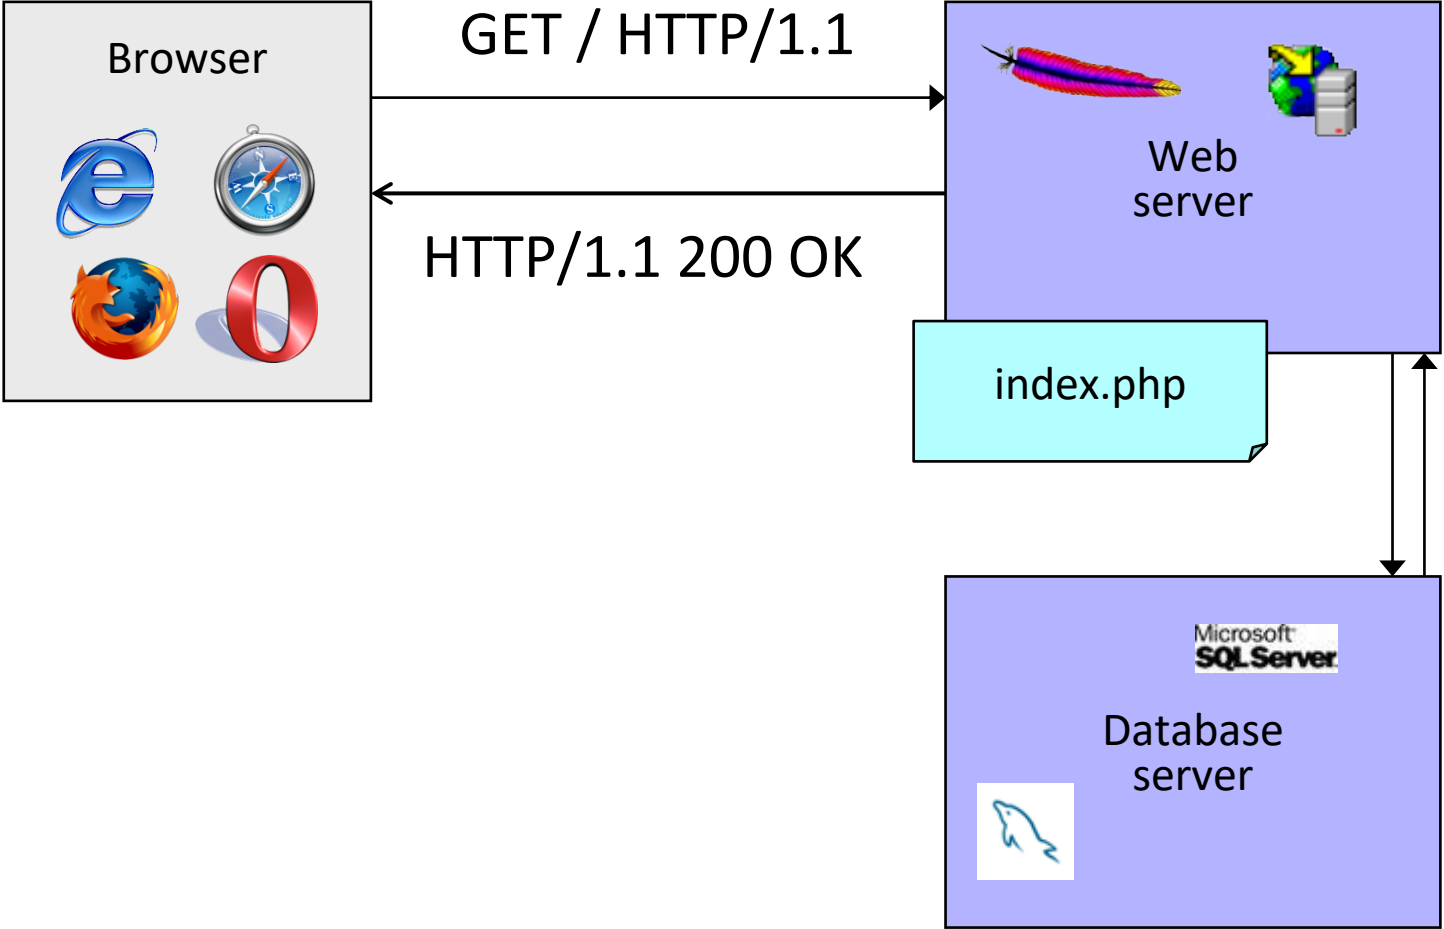 Browser
GET / HTTP/1.1
HTTP/1.1 200 OK
Web
server
index.php
Microsoft
SQL Server
Database
server